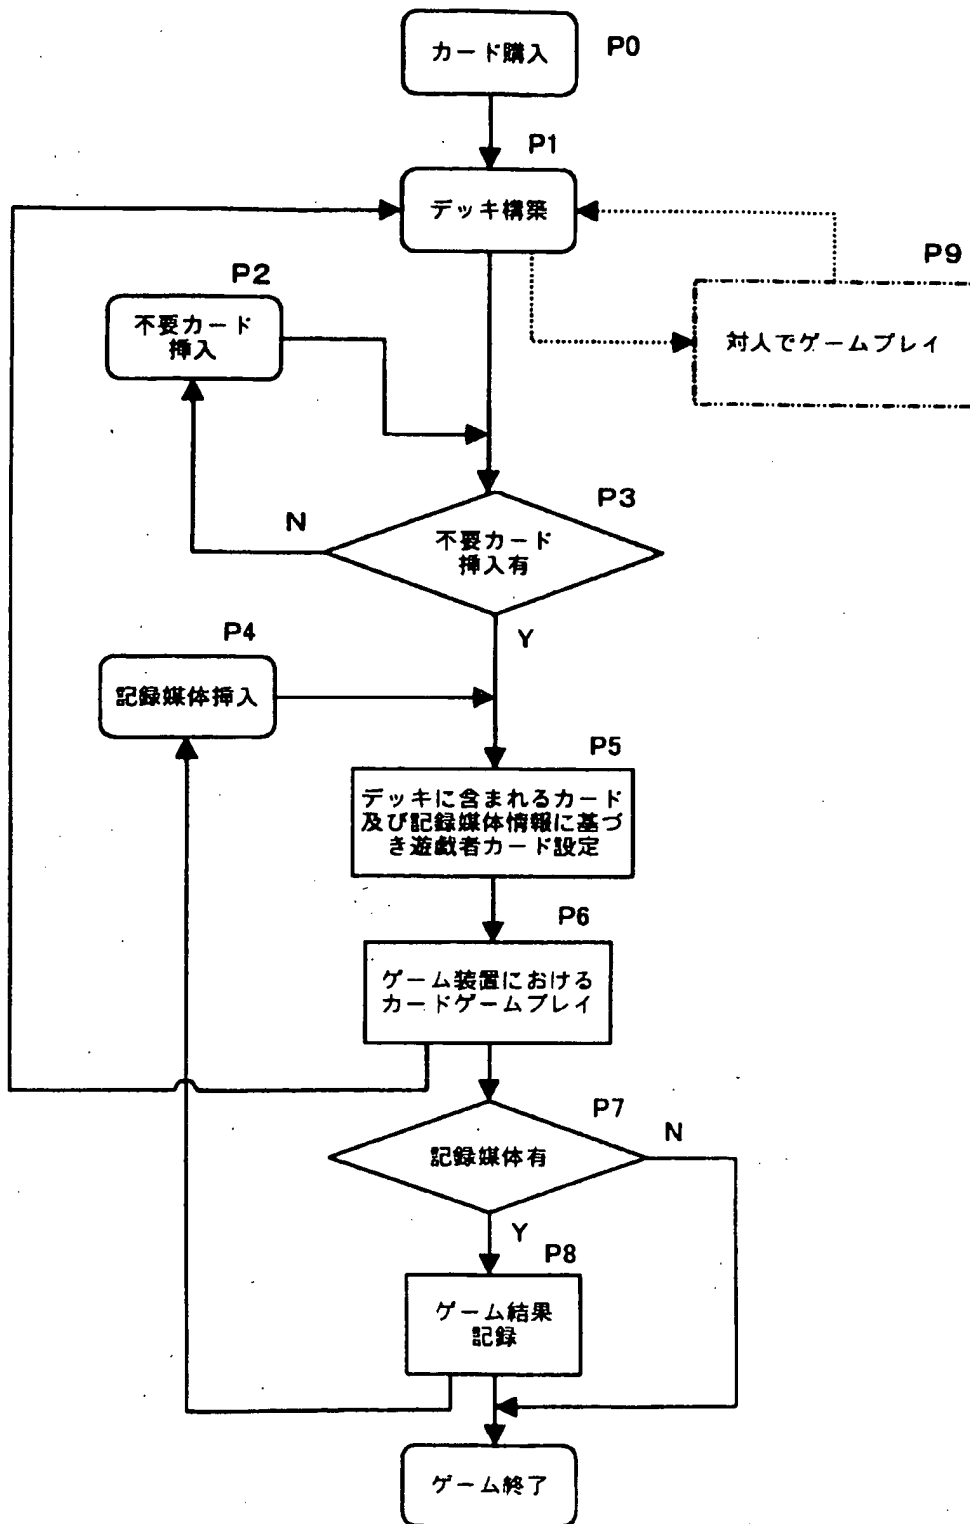 カード購入
P0
P1
デッキ構築
P9
対人でゲームプレイ
P2
不要カード
挿入
P3
不要カード
挿入有
N
Y
P4
記録媒体挿入
P5
デッキに含まれるカード
及び記録媒体情報に基づ
き遊戯者カード設定
P6
ゲーム装置における
カードゲームプレイ
P7
記録媒体有
N
Y
P8
ゲーム結果
記録
ゲーム終了